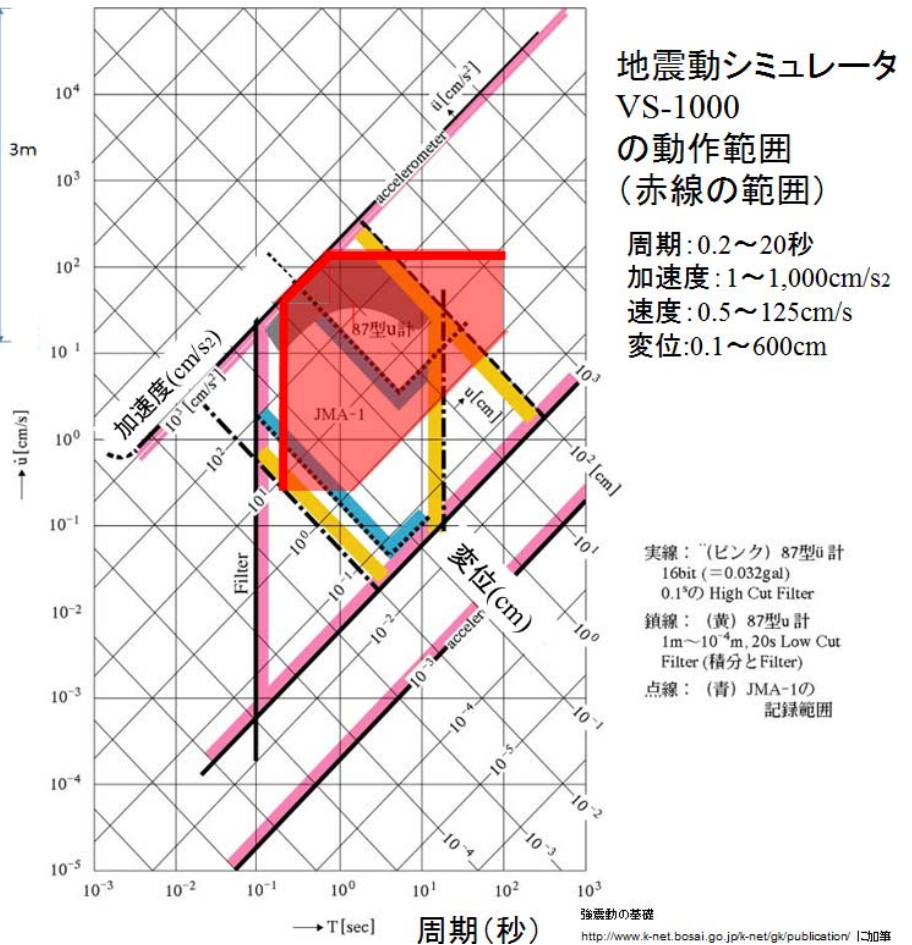 地震動シミュレータ
VS-1000
の動作範囲
(赤線の範囲)
周期:0.2～20秒
加速度:1～1,000cm/s2
速度:0.5～125cm/s
変位:0.1～600cm
3m
10⁴
10³
10²
10¹
10⁰
10⁻¹
10⁻²
10⁻³
10⁻⁴
10⁻⁵
u̇ [cm/s]
ü [cm/s²]
accelerometer
加速度(cm/s2)
10³ [cm/s²]
10²
10¹
10⁰
10⁻¹
10⁻²
10⁻³
10⁻⁴
87型u計
JMA-1
u[cm]
Filter
変位(cm)
acceler
10³
10² [cm]
10¹
10⁰
10⁻¹
10⁻²
10⁻³
10⁻⁴
10⁻⁵
実線: (ピンク) 87型ü計
16bit (=0.032gal)
0.1ˢの High Cut Filter
鎖線: (黄) 87型u計
1m～10⁻⁴m, 20s Low Cut
Filter (積分とFilter)
点線: (青) JMA-1の
記録範囲
10⁻³
10⁻²
10⁻¹
10⁰
10¹
10²
10³
T [sec]
周期(秒)
強震動の基礎
http://www.k-net.bosai.go.jp/k-net/gk/publication/ に加筆